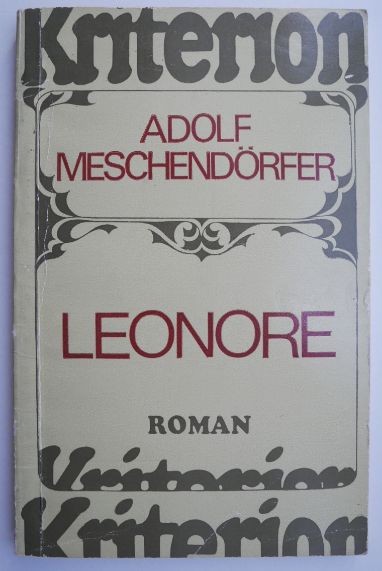 Kriterion
ADOLF
MESCHENDÖRFER
LEONORE
ROMAN
Kriterion
Kriterion